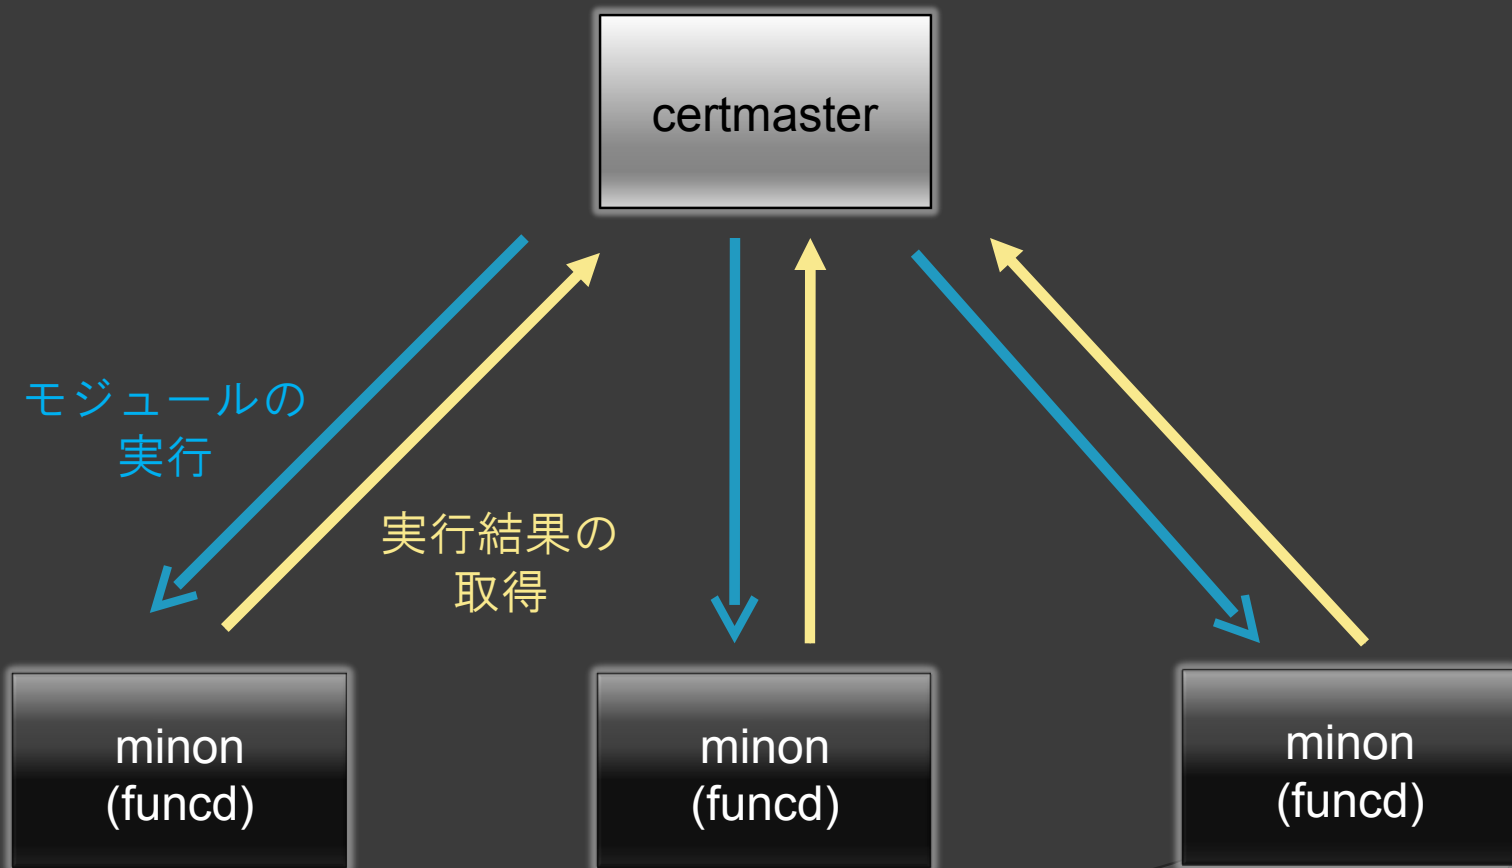 certmaster
モジュールの
実行
実行結果の
取得
minon
(funcd)
minon
(funcd)
minon
(funcd)